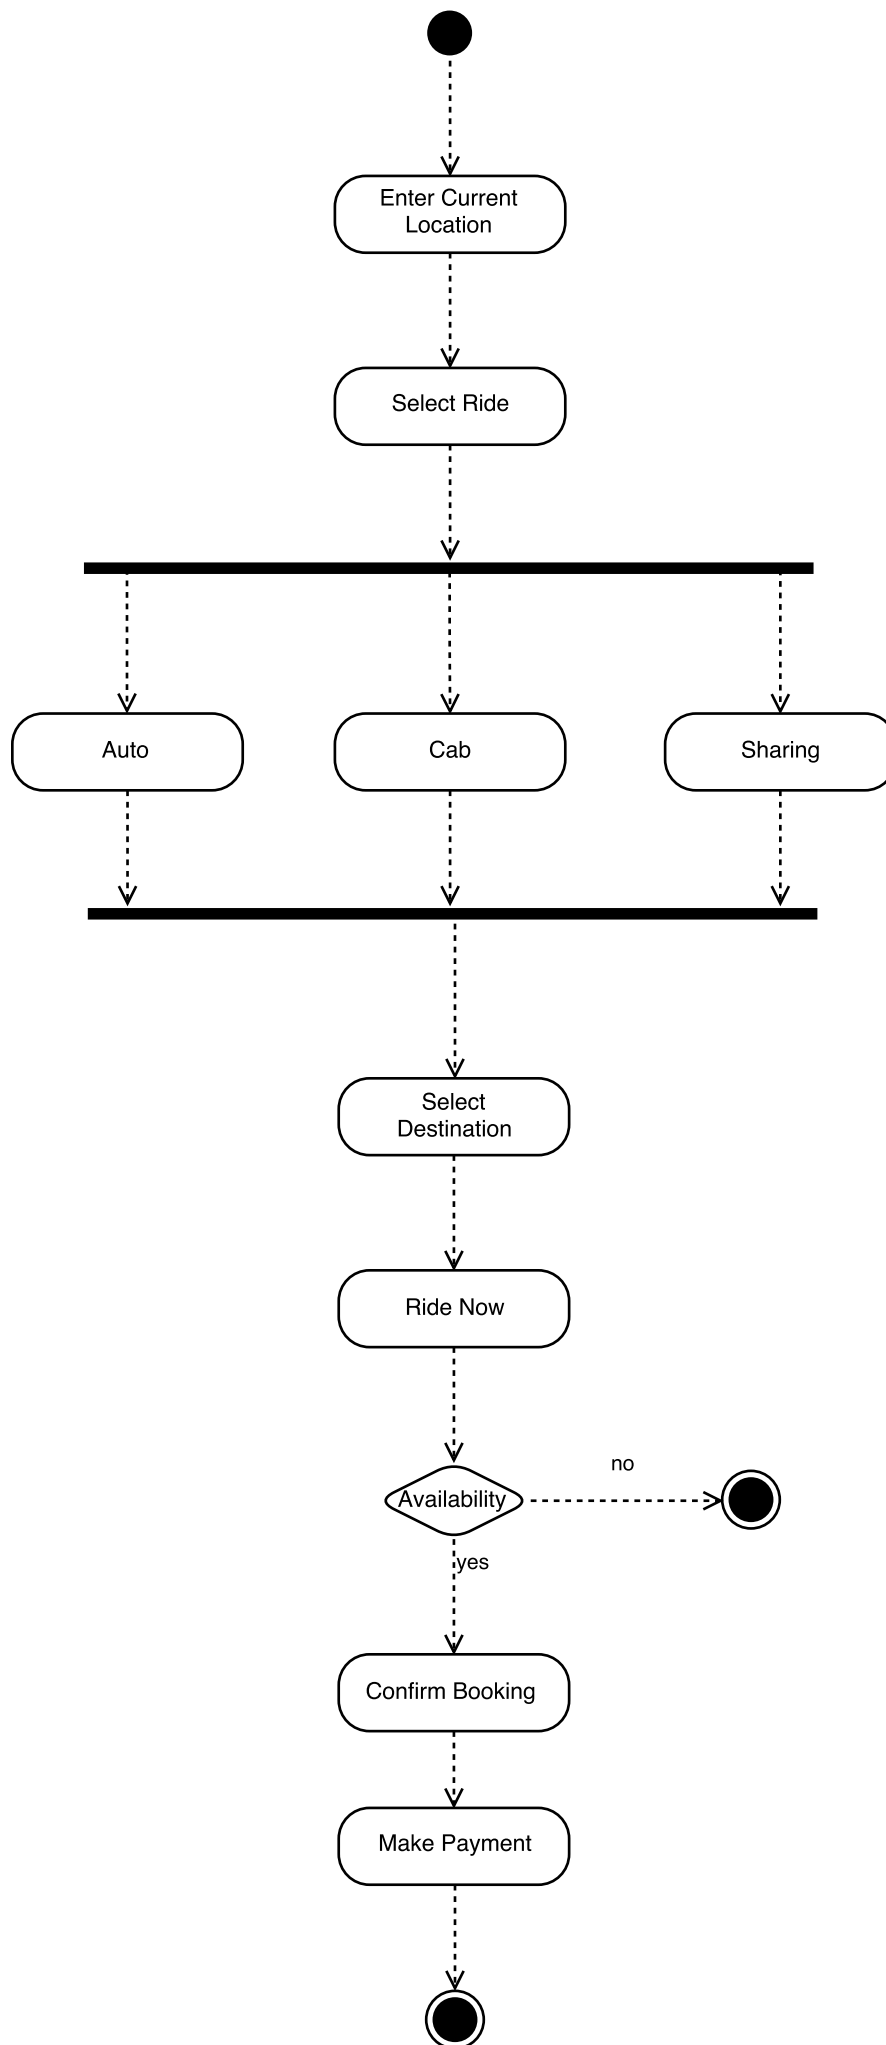 Enter Current
Location
Select Ride
Auto
Cab
Sharing
Select
Destination
Ride Now
Availability
no
yes
Confirm Booking
Make Payment